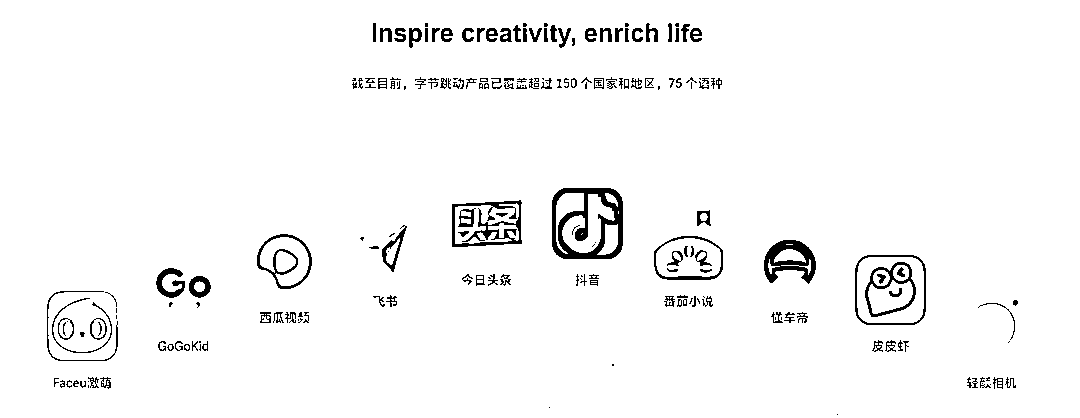 Inspire creativity, enrich life
截至目前，字节跳动产品已覆盖超过 150 个国家和地区，75 个语种
头条
Go
Faceu激萌
GoGoKid
西瓜视频
飞书
今日头条
抖音
番茄小说
懂车帝
皮皮虾
轻颜相机